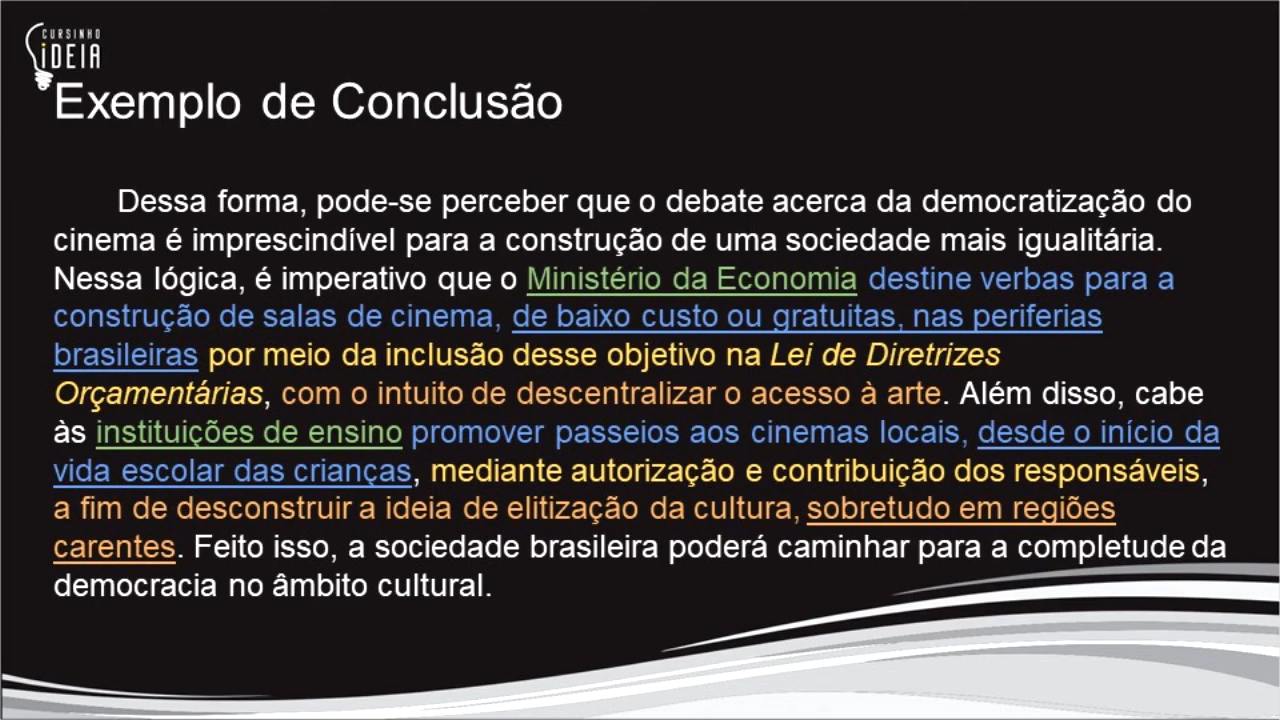 CURSINHO
iDEIA
Exemplo de Conclusão
Dessa forma, pode-se perceber que o debate acerca da democratização do
cinema é imprescindível para a construção de uma sociedade mais igualitária.
Nessa lógica, é imperativo que o Ministério da Economia destine verbas para a
construção de salas de cinema, de baixo custo ou gratuitas, nas periferias
brasileiras por meio da inclusão desse objetivo na Lei de Diretrizes
Orçamentárias, com o intuito de descentralizar o acesso à arte. Além disso, cabe
às instituições de ensino promover passeios aos cinemas locais, desde o início da
vida escolar das crianças, mediante autorização e contribuição dos responsáveis,
a fim de desconstruir a ideia de elitização da cultura, sobretudo em regiões
carentes. Feito isso, a sociedade brasileira poderá caminhar para a completude da
democracia no âmbito cultural.